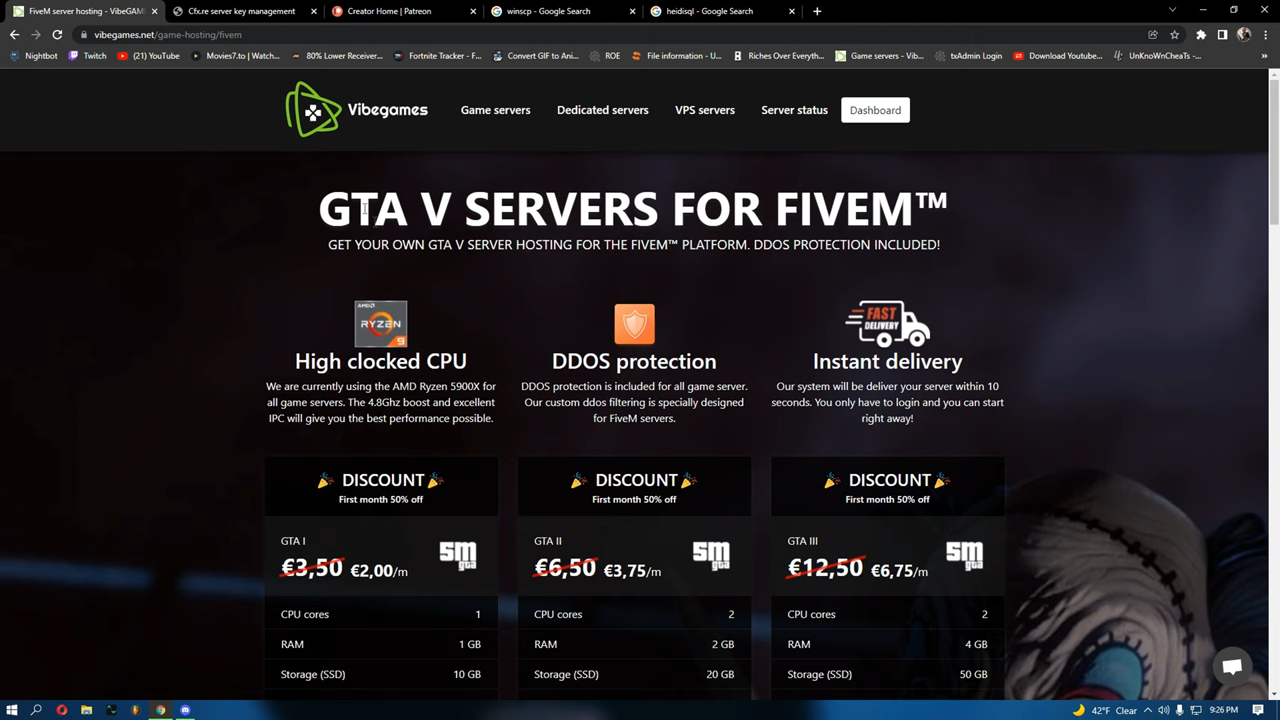 FiveM server hosting - VibeGAM
Cfx.re server key management
Creator Home | Patreon
winscp - Google Search
heidisql - Google Search
vibegames.net/game-hosting/fivem
Nightbot
Twitch
(21) YouTube
Movies7.to | Watch...
80% Lower Receiver...
Fortnite Tracker - F...
Convert GIF to Ani...
ROE
File information - U...
Riches Over Everyth...
Game servers - Vib...
txAdmin Login
Download Youtube...
UnKnoWnCheaTs -...
Vibegames
Game servers
Dedicated servers
VPS servers
Server status
Dashboard
GTA V SERVERS FOR FIVEM™
GET YOUR OWN GTA V SERVER HOSTING FOR THE FIVEM™ PLATFORM. DDOS PROTECTION INCLUDED!
AMD
RYZEN
9
High clocked CPU
We are currently using the AMD Ryzen 5900X for
all game servers. The 4.8Ghz boost and excellent
IPC will give you the best performance possible.
DDOS protection
DDOS protection is included for all game server.
Our custom ddos filtering is specially designed
for FiveM servers.
FAST
DELIVERY
Instant delivery
Our system will be deliver your server within 10
seconds. You only have to login and you can start
right away!
DISCOUNT
First month 50% off
GTA I
€3,50 €2,00/m
5M
gta
CPU cores 1
RAM 1 GB
Storage (SSD) 10 GB
DISCOUNT
First month 50% off
GTA II
€6,50 €3,75/m
5M
gta
CPU cores 2
RAM 2 GB
Storage (SSD) 20 GB
DISCOUNT
First month 50% off
GTA III
€12,50 €6,75/m
5M
gta
CPU cores 2
RAM 4 GB
Storage (SSD) 50 GB
42°F Clear
9:26 PM